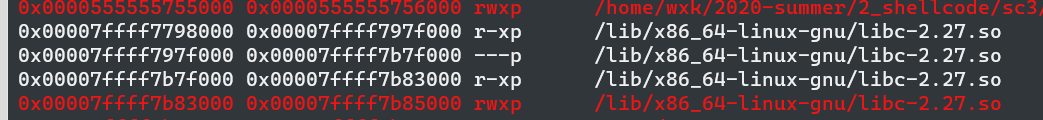 0x0000555555755000 0x0000555555756000 rwxp /home/wxk/2020-summer/2_shellcode/sc3/
0x00007ffff7798000 0x00007ffff797f000 r-xp /lib/x86_64-linux-gnu/libc-2.27.so
0x00007ffff797f000 0x00007ffff7b7f000 ---p /lib/x86_64-linux-gnu/libc-2.27.so
0x00007ffff7b7f000 0x00007ffff7b83000 r-xp /lib/x86_64-linux-gnu/libc-2.27.so
0x00007ffff7b83000 0x00007ffff7b85000 rwxp /lib/x86_64-linux-gnu/libc-2.27.so